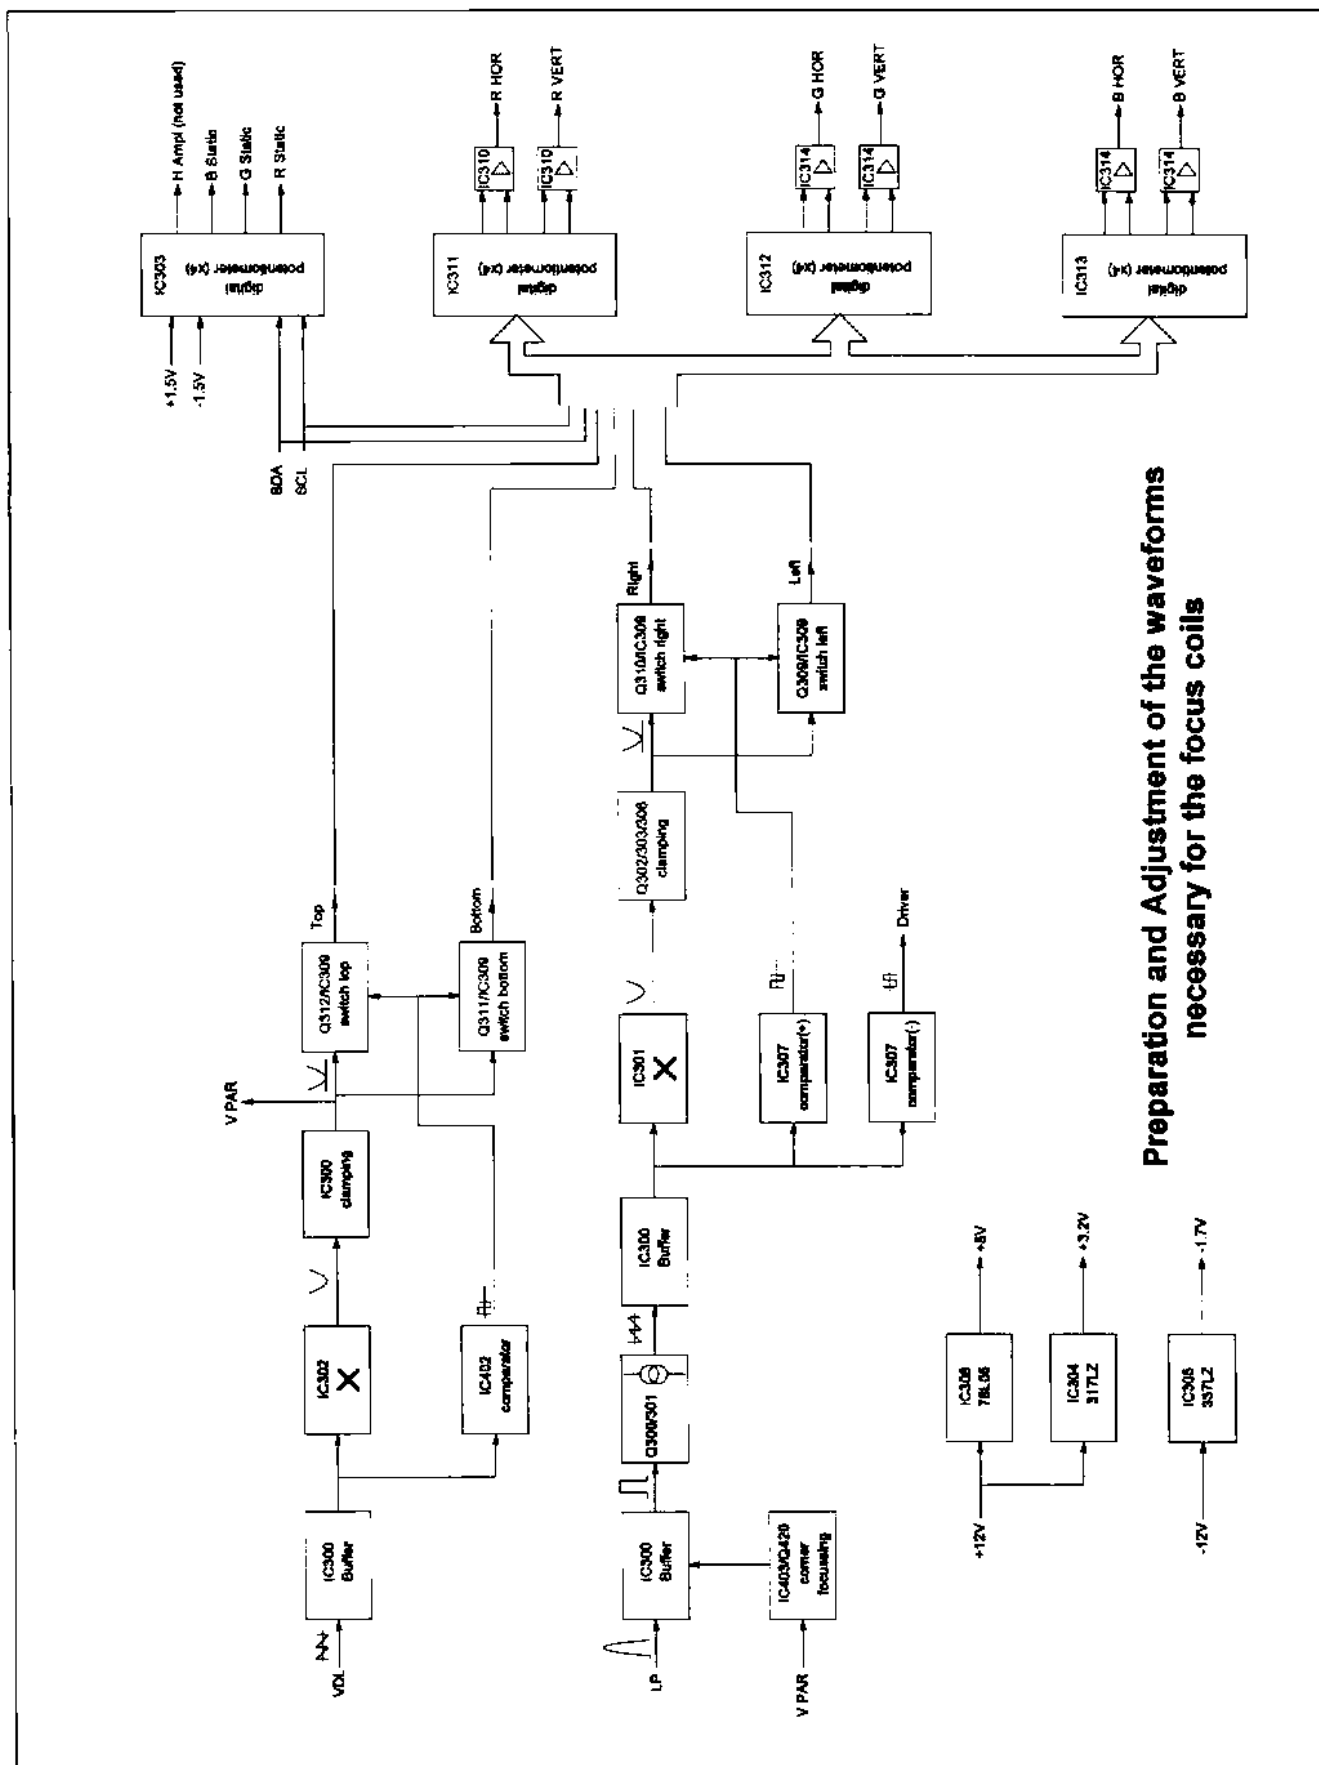 VDL
IC300
Buffer
IC302
X
IC402
comparator
IC300
clamping
V PAR
Q312/IC309
switch top
Top
Q311/IC309
switch bottom
Bottom
LP
IC300
Buffer
V PAR
IC403/Q420
corner
focussing
Q300/301
IC300
Buffer
IC301
X
IC307
comparator(+)
IC307
comparator(-)
Driver
Q302/303/306
clamping
Q310/IC309
switch right
Right
Q309/IC309
switch left
Left
SDA
SCL
+1.5V
-1.5V
IC303
digital
potentiometer (x4)
H Ampl (not used)
B Static
G Static
R Static
IC311
digital
potentiometer (x4)
IC310
R HOR
IC310
R VERT
IC312
digital
potentiometer (x4)
IC314
G HOR
IC314
G VERT
IC313
digital
potentiometer (x4)
IC314
B HOR
IC314
B VERT
+12V
78L05
IC304
317LZ
+3.2V
-12V
337LZ
-1.7V
Preparation and Adjustment of the waveforms
necessary for the focus coils